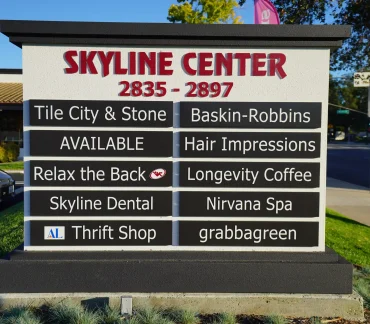 SKYLINE CENTER
2835 - 2897
Tile City & Stone
Baskin-Robbins
AVAILABLE
Hair Impressions
Relax the Back
Longevity Coffee
Skyline Dental
Nirvana Spa
AL Thrift Shop
grabbagreen